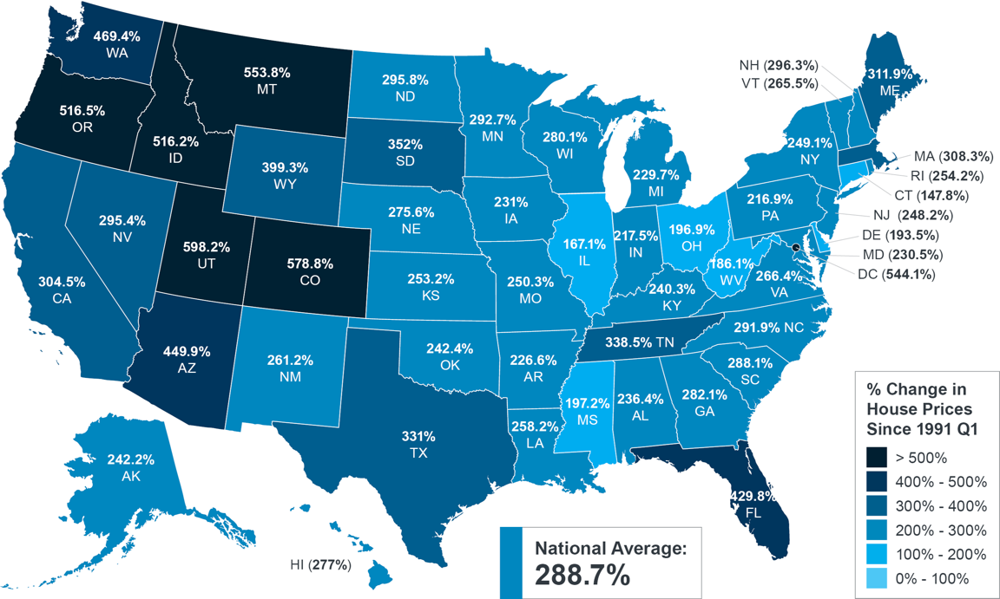 469.4%
WA
553.8%
MT
295.8%
ND
292.7%
MN
516.5%
OR
516.2%
ID
399.3%
WY
352%
SD
280.1%
WI
229.7%
MI
NH (296.3%)
VT (265.5%)
311.9%
ME
249.1%
NY
MA (308.3%)
RI (254.2%)
CT (147.8%)
NJ (248.2%)
DE (193.5%)
MD (230.5%)
DC (544.1%)
295.4%
NV
598.2%
UT
578.8%
CO
275.6%
NE
231%
IA
167.1%
IL
217.5%
IN
196.9%
OH
216.9%
PA
186.1%
WV
266.4%
VA
304.5%
CA
253.2%
KS
250.3%
MO
240.3%
KY
291.9% NC
338.5% TN
449.9%
AZ
261.2%
NM
242.4%
OK
226.6%
AR
288.1%
SC
197.2%
MS
236.4%
AL
282.1%
GA
331%
TX
258.2%
LA
429.8%
FL
242.2%
AK
HI (277%)
National Average:
288.7%
% Change in
House Prices
Since 1991 Q1
> 500%
400% - 500%
300% - 400%
200% - 300%
100% - 200%
0% - 100%